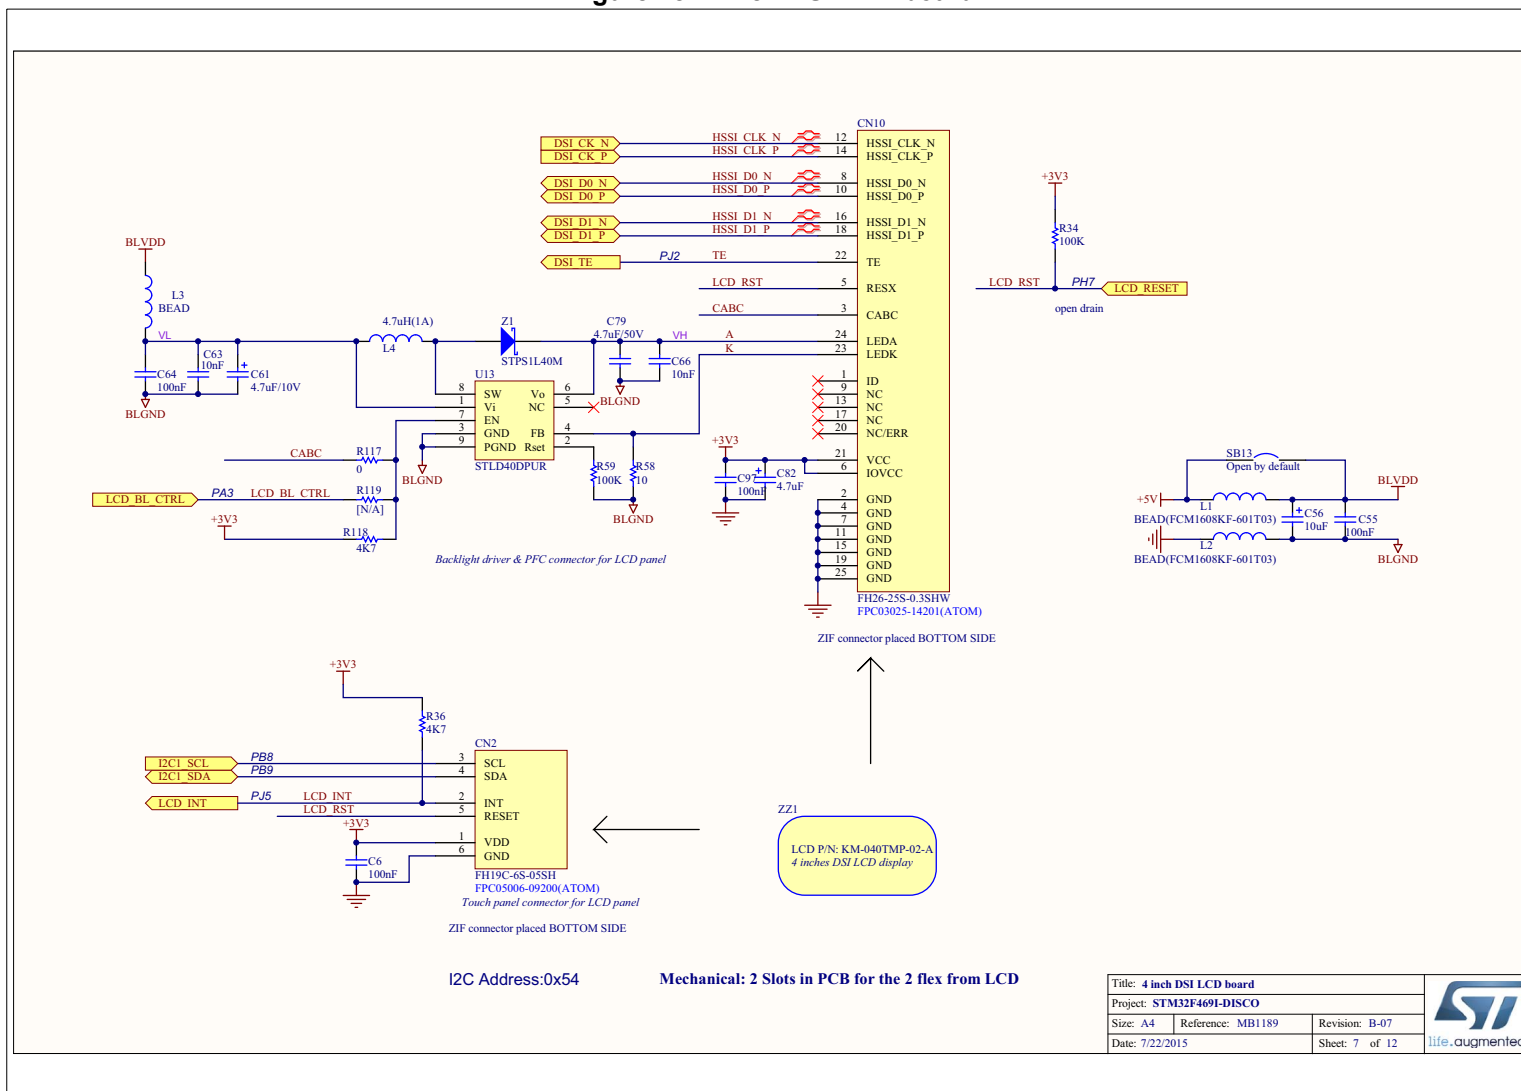 CN10
DSI_CK_N HSSI_CLK_N 12 HSSI_CLK_N
DSI_CK_P HSSI_CLK_P 14 HSSI_CLK_P
DSI_D0_N HSSI_D0_N 8 HSSI_D0_N
DSI_D0_P HSSI_D0_P 10 HSSI_D0_P
DSI_D1_N HSSI_D1_N 16 HSSI_D1_N
DSI_D1_P HSSI_D1_P 18 HSSI_D1_P
DSI_TE PJ2 TE 22 TE
LCD_RST 5 RESX
CABC 3 CABC
A 24 LEDA
K 23 LEDK
1 ID
9 NC
13 NC
17 NC
20 NC/ERR
21 VCC
6 IOVCC
2 GND
4 GND
7 GND
11 GND
15 GND
19 GND
25 GND
FH26-25S-0.3SHW
FPC03025-14201(ATOM)
ZIF connector placed BOTTOM SIDE
+3V3
R34
100K
LCD_RST PH7 LCD_RESET
open drain
BLVDD
L3
BEAD
VL
4.7uH(1A)
L4
Z1
STPS1L40M
C79
4.7uF/50V
VH
C66
10nF
BLGND
C64
100nF
C63
10nF
C61
4.7uF/10V
BLGND
U13
8 SW Vo 6
1 Vi NC 5
7 EN
3 GND FB 4
9 PGND Rset 2
STLD40DPUR
BLGND
R59
100K
R58
10
BLGND
CABC R117
0
LCD_BL_CTRL PA3 LCD_BL_CTRL R119
[N/A]
+3V3 R118
4K7
Backlight driver & PFC connector for LCD panel
+3V3
C97
100nF
C82
4.7uF
SB13
Open by default
+5V
L1
BEAD(FCM1608KF-601T03)
L2
BEAD(FCM1608KF-601T03)
C56
10uF
C55
100nF
BLVDD
BLGND
+3V3
R36
4K7
CN2
I2C1_SCL PB8 3 SCL
I2C1_SDA PB9 4 SDA
LCD_INT PJ5 LCD_INT 2 INT
LCD_RST 5 RESET
+3V3 1 VDD
6 GND
C6
100nF
FH19C-6S-05SH
FPC05006-09200(ATOM)
Touch panel connector for LCD panel
ZIF connector placed BOTTOM SIDE
ZZ1
LCD P/N: KM-040TMP-02-A
4 inches DSI LCD display
I2C Address:0x54
Mechanical: 2 Slots in PCB for the 2 flex from LCD
Title: 4 inch DSI LCD board
Project: STM32F469I-DISCO
Size: A4 Reference: MB1189 Revision: B-07
Date: 7/22/2015 Sheet: 7 of 12
ST
life.augmented